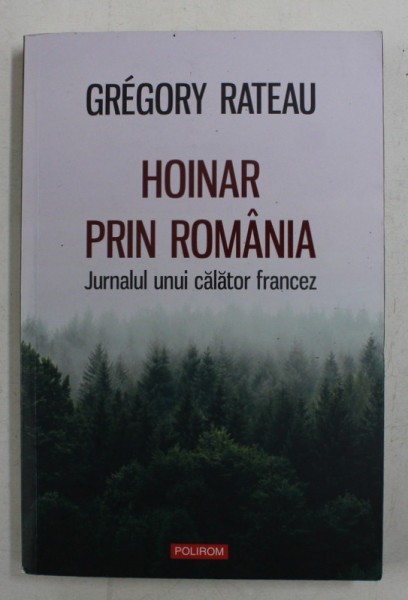 GRÉGORY RATEAU
HOINAR
PRIN ROMÂNIA
Jurnalul unui călător francez
POLIROM